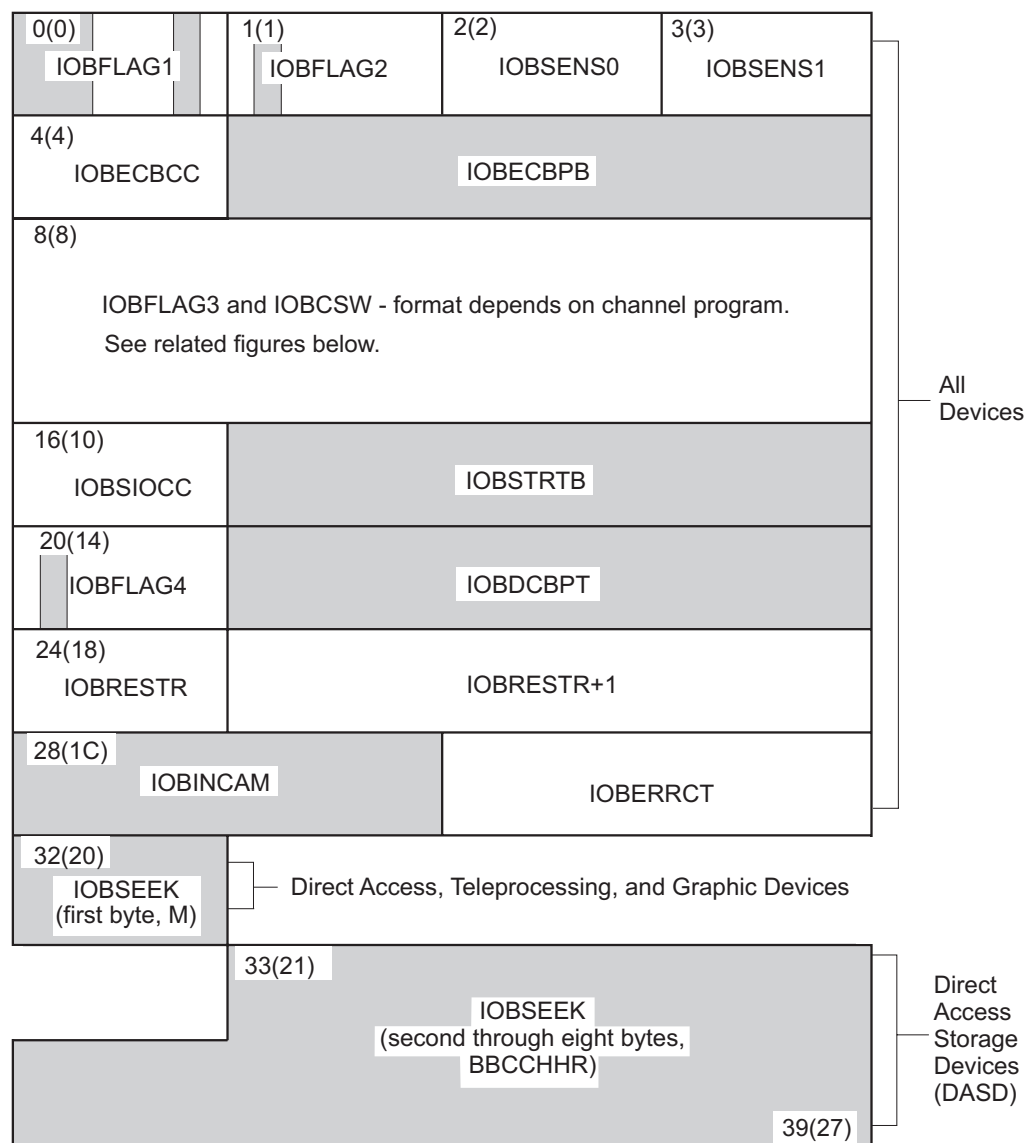 0(0)
IOBFLAG1
1(1)
IOBFLAG2
2(2)
IOBSENS0
3(3)
IOBSENS1
4(4)
IOBECBCC
IOBECBPB
8(8)
IOBFLAG3 and IOBCSW - format depends on channel program.
See related figures below.
All
Devices
16(10)
IOBSIOCC
IOBSTRTB
20(14)
IOBFLAG4
IOBDCBPT
24(18)
IOBRESTR
IOBRESTR+1
28(1C)
IOBINCAM
IOBERRCT
32(20)
IOBSEEK
(first byte, M)
Direct Access, Teleprocessing, and Graphic Devices
33(21)
IOBSEEK
(second through eight bytes,
BBCCHHR)
39(27)
Direct
Access
Storage
Devices
(DASD)